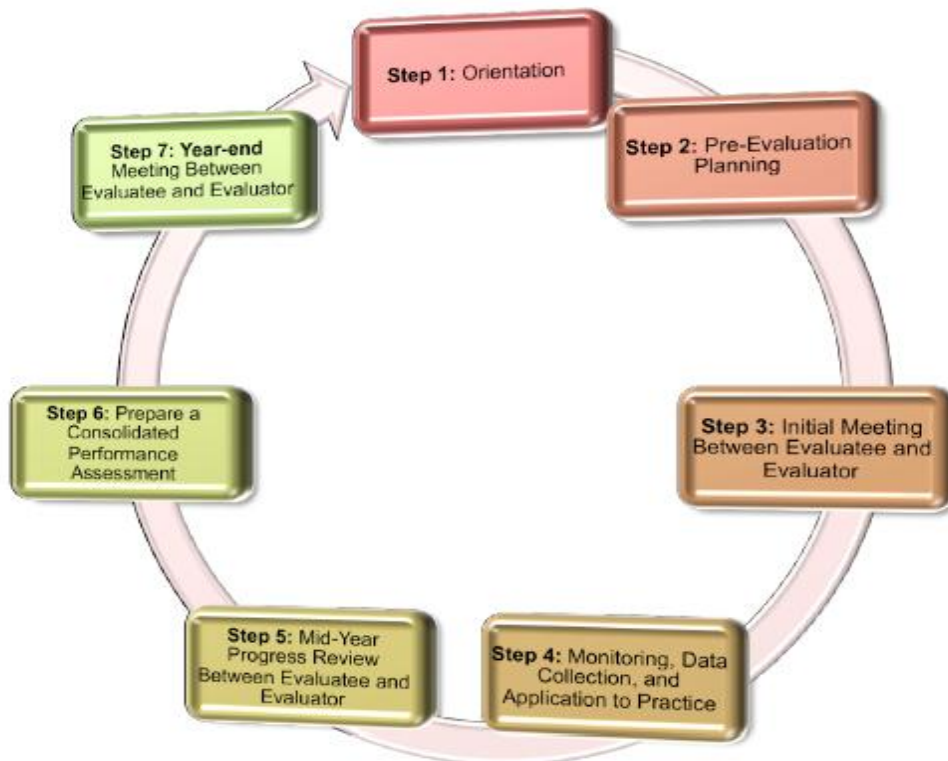 Step 1: Orientation
Step 2: Pre-Evaluation
Planning
Step 3: Initial Meeting
Between Evaluatee and
Evaluator
Step 4: Monitoring, Data
Collection, and
Application to Practice
Step 5: Mid-Year
Progress Review
Between Evaluatee and
Evaluator
Step 6: Prepare a
Consolidated
Performance
Assessment
Step 7: Year-end
Meeting Between
Evaluatee and Evaluator